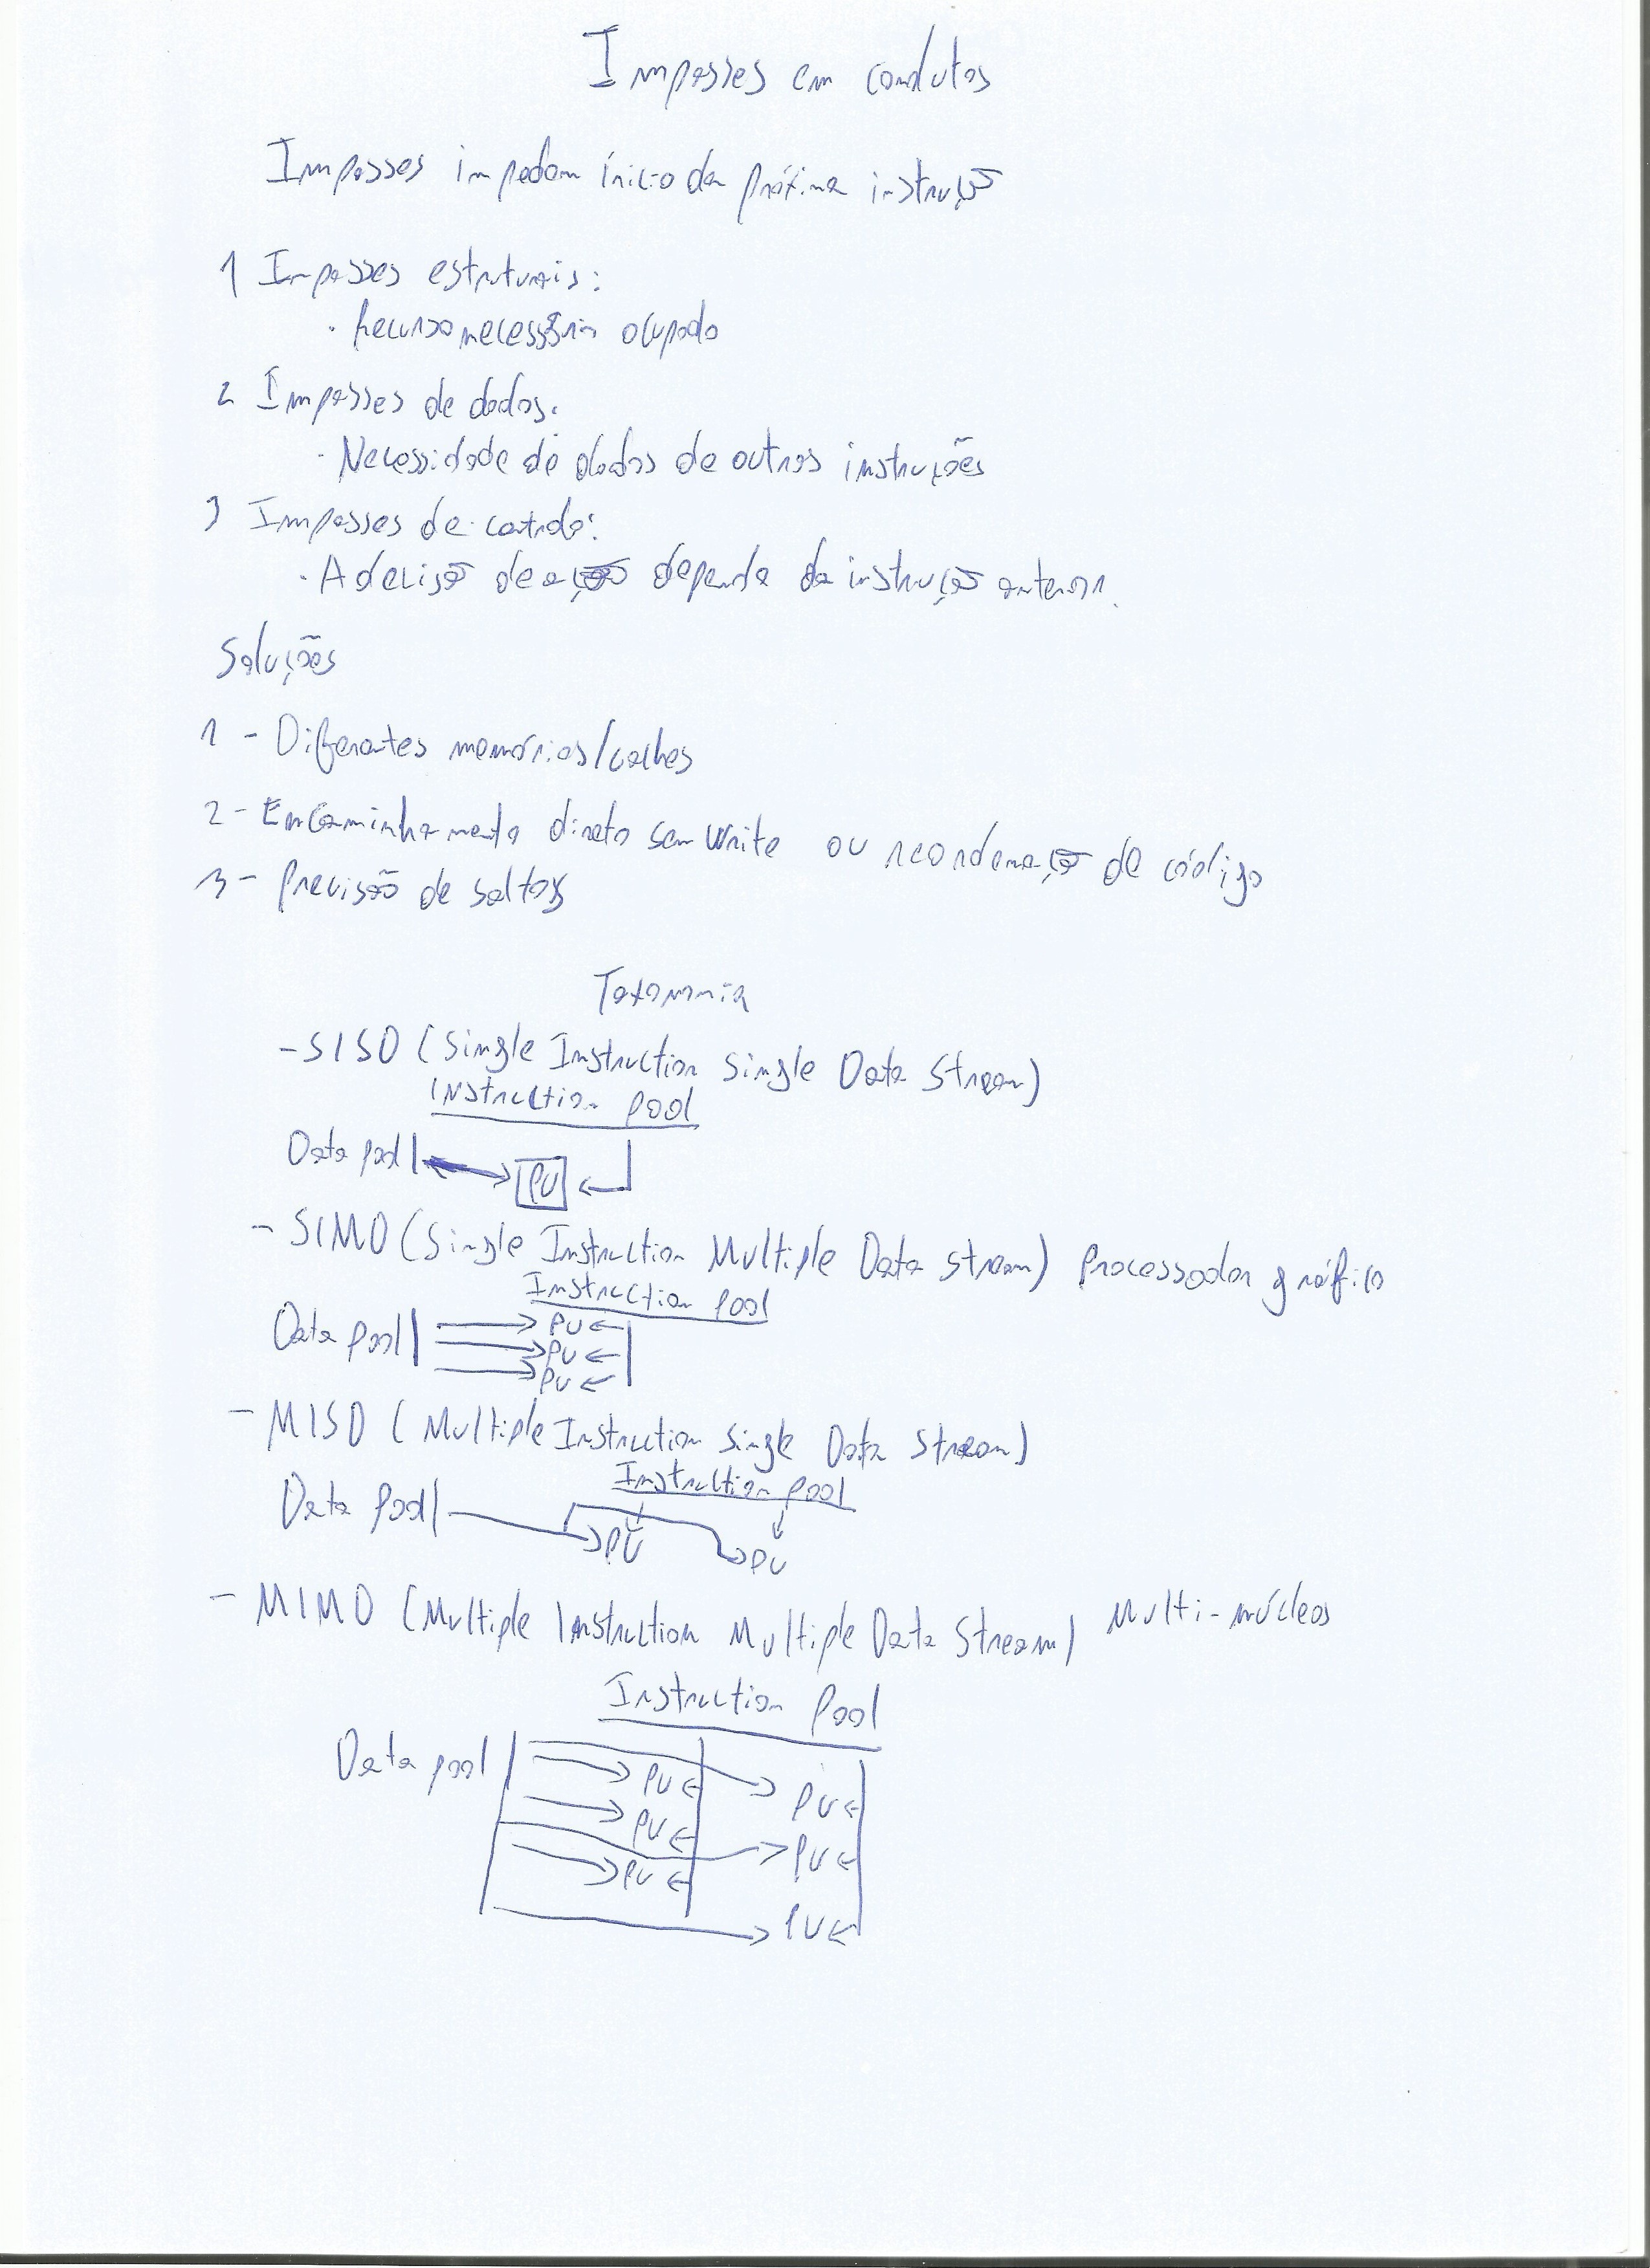 Impasses em condutas
Impasses impedem ínicio da próxima instrução
1 Impasses estruturais:
· Recurso necessário ocupado
2 Impasses de dados:
· Necessidade de dados de outras instruções
3 Impasses de controlo:
· A decisão de ação depende da instrução anterior.
Soluções
1 - Diferentes memórias/caches
2 - Encaminhamento direto sem write ou reordenação de código
3 - Previsão de saltos
Taxonomia
- SISD (Single Instruction Single Data Stream)
Instruction pool
Data pool PU
- SIMD (Single Instruction Multiple Data stream) Processador gráfico
Instruction pool
Data pool PU
PU
PU
- MISD (Multiple Instruction Single Data Stream)
Instruction pool
Data Pool PU PU
- MIMD (Multiple Instruction Multiple Data Stream) Multi-núcleos
Instruction Pool
Data pool PU PU
PU PU
PU PU